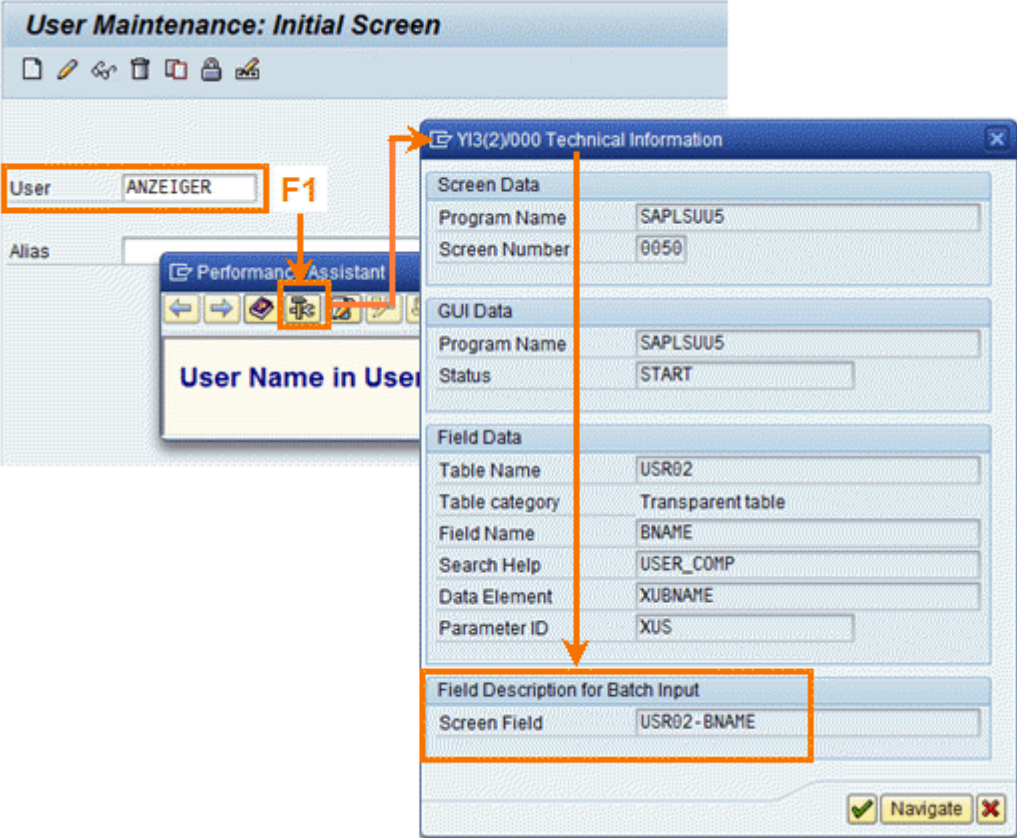 User Maintenance: Initial Screen
User ANZEIGER
F1
Alias
Performance Assistant
User Name in User
YI3(2)/000 Technical Information
Screen Data
Program Name SAPLSUU5
Screen Number 0050
GUI Data
Program Name SAPLSUU5
Status START
Field Data
Table Name USR02
Table category Transparent table
Field Name BNAME
Search Help USER_COMP
Data Element XUBNAME
Parameter ID XUS
Field Description for Batch Input
Screen Field USR02-BNAME
Navigate